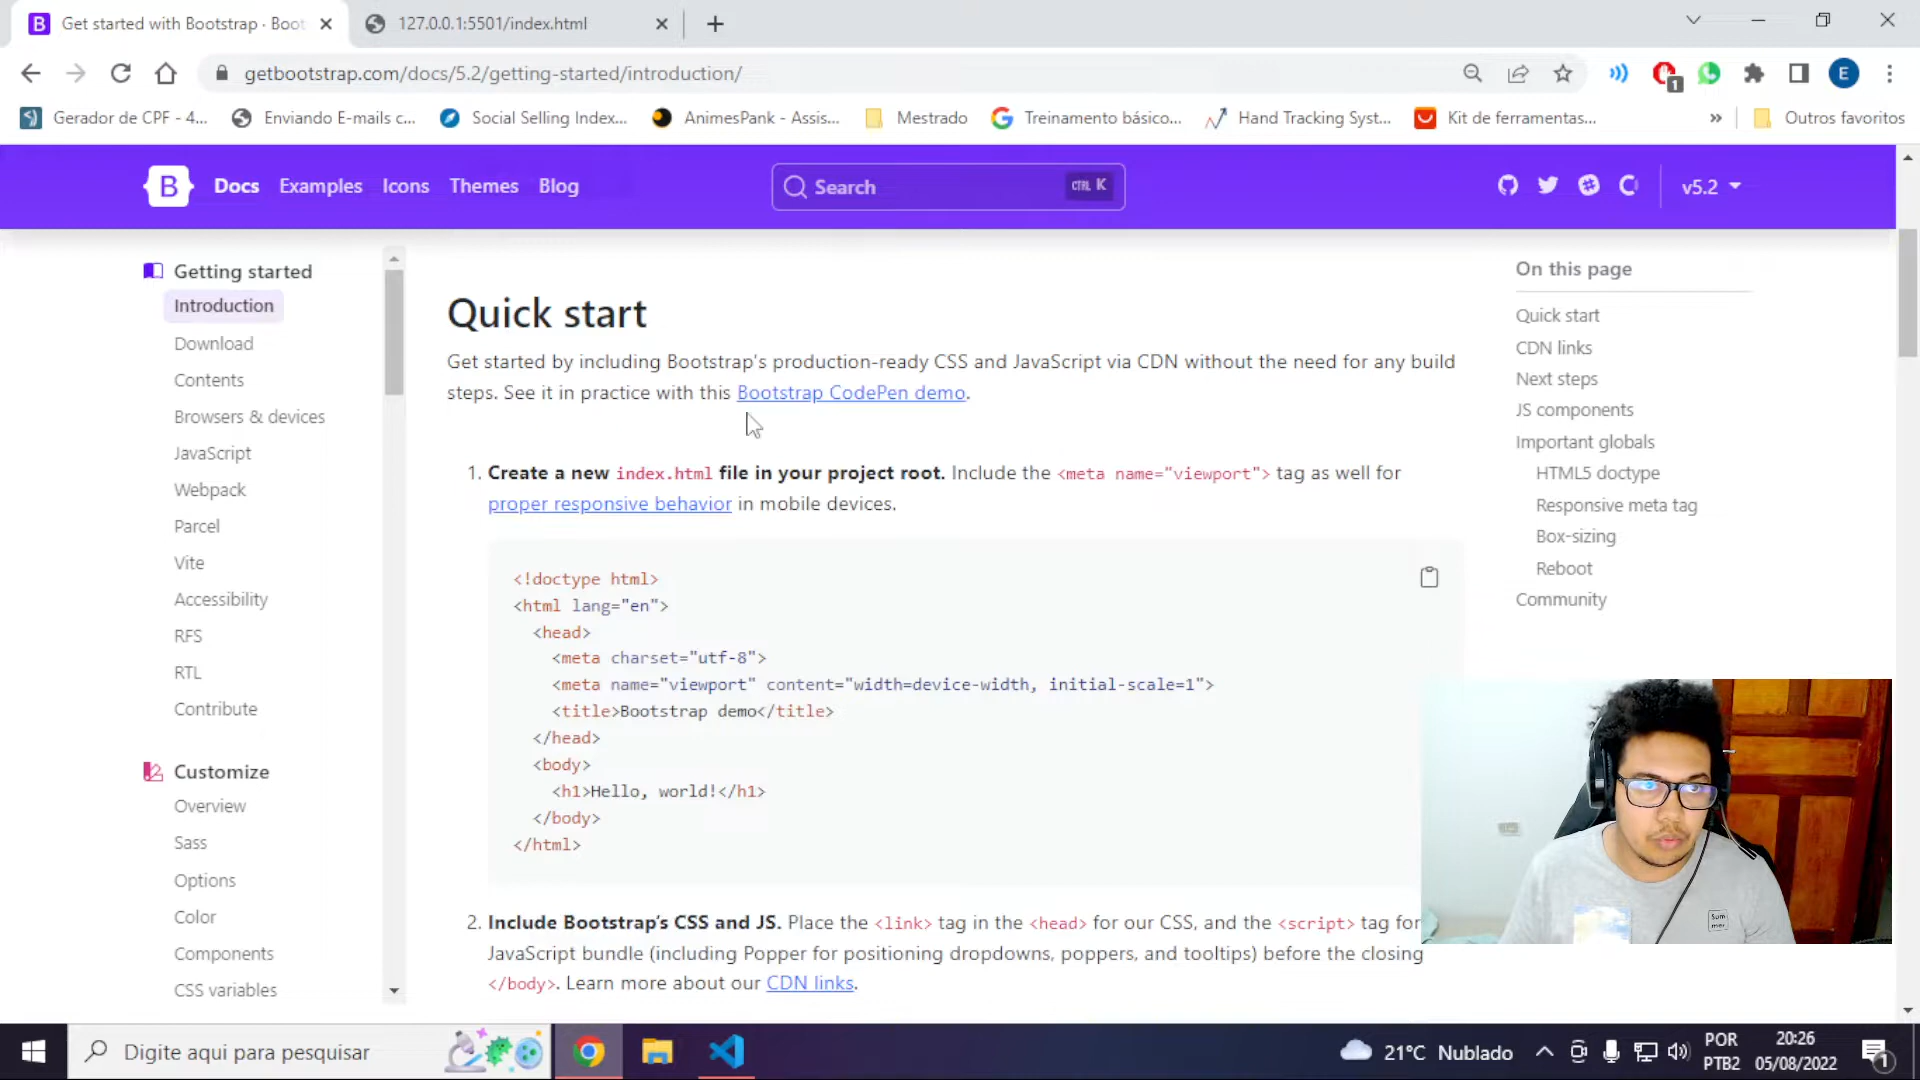 Get started with Bootstrap · Boot
127.0.0.1:5501/index.html
getbootstrap.com/docs/5.2/getting-started/introduction/
1
E
Gerador de CPF - 4...
Enviando E-mails c...
Social Selling Index...
AnimesPank - Assis...
Mestrado
Treinamento básico...
Hand Tracking Syst...
Kit de ferramentas...
»
Outros favoritos
B
Docs
Examples
Icons
Themes
Blog
Search
CTRL K
v5.2
Getting started
Introduction
Download
Contents
Browsers & devices
JavaScript
Webpack
Parcel
Vite
Accessibility
RFS
RTL
Contribute
Customize
Overview
Sass
Options
Color
Components
CSS variables
Quick start
Get started by including Bootstrap's production-ready CSS and JavaScript via CDN without the need for any build
steps. See it in practice with this Bootstrap CodePen demo.
1. Create a new index.html file in your project root. Include the <meta name="viewport"> tag as well for
proper responsive behavior in mobile devices.
<!doctype html>
<html lang="en">
<head>
<meta charset="utf-8">
<meta name="viewport" content="width=device-width, initial-scale=1">
<title>Bootstrap demo</title>
</head>
<body>
<h1>Hello, world!</h1>
</body>
</html>
2. Include Bootstrap's CSS and JS. Place the <link> tag in the <head> for our CSS, and the <script> tag for
JavaScript bundle (including Popper for positioning dropdowns, poppers, and tooltips) before the closing
</body>. Learn more about our CDN links.
On this page
Quick start
CDN links
Next steps
JS components
Important globals
HTML5 doctype
Responsive meta tag
Box-sizing
Reboot
Community
Sum
mer
Digite aqui para pesquisar
21°C Nublado
POR
PTB2
20:26
05/08/2022
1